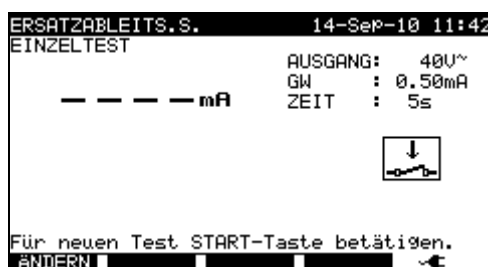 ERSATZABLEITS.S. 14-Sep-10 11:42
EINZELTEST
AUSGANG: 40V~
GW : 0.50mA
– – – – mA
ZEIT : 5s
Für neuen Test START-Taste betätigen.
ÄNDERN